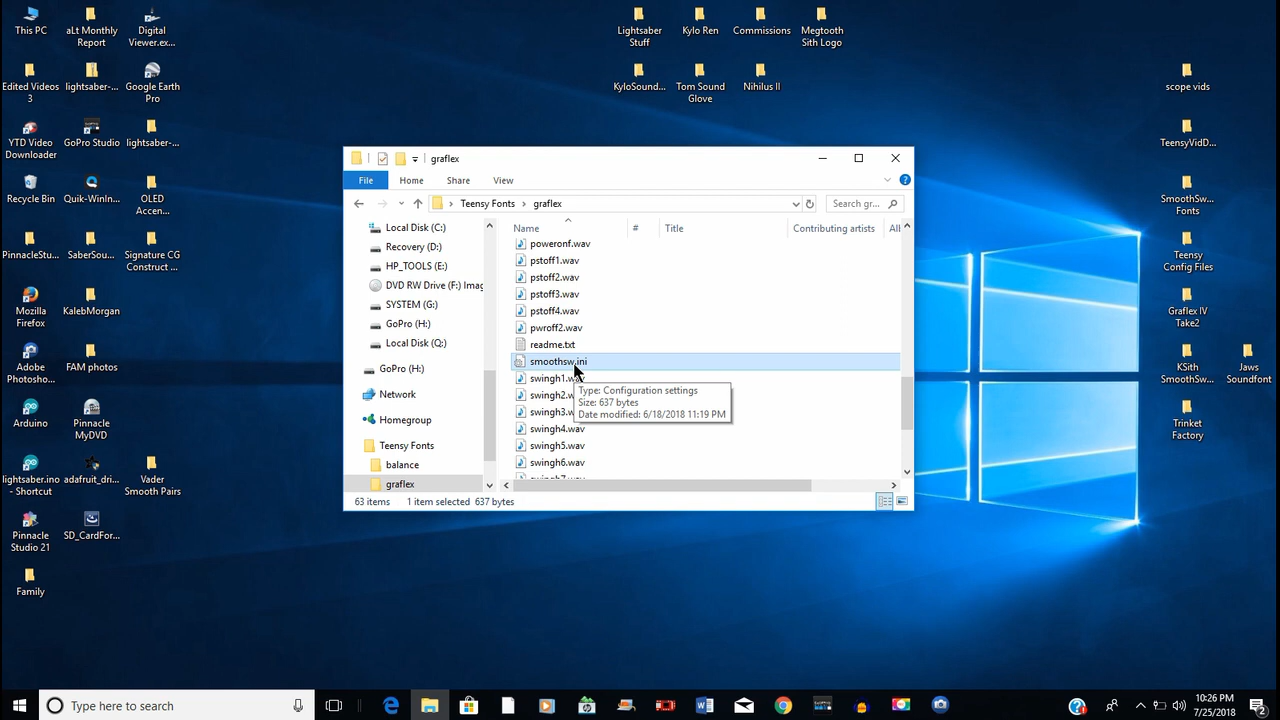 This PC
aLt Monthly
Report
Digital
Viewer.ex...
Edited Videos
3
lightsaber-...
Google Earth
Pro
YTD Video
Downloader
GoPro Studio
lightsaber-...
Recycle Bin
Quik-WinIn...
OLED
Accen...
PinnacleStu...
SaberSou...
Signature CG
Construct ...
Mozilla
Firefox
KalebMorgan
Adobe
Photosho...
FAM photos
Arduino
Pinnacle
MyDVD
lightsaber.ino
- Shortcut
adafruit_dri...
Vader
Smooth Pairs
Pinnacle
Studio 21
SD_CardFor...
Family
Lightsaber
Stuff
Kylo Ren
Commissions
Megtooth
Sith Logo
KyloSound...
Tom Sound
Glove
Nihilus II
scope vids
TeensyVidD...
SmoothSw...
Fonts
Teensy
Config Files
Graflex IV
Take2
KSith
SmoothSw...
Jaws
Soundfont
Trinket
Factory
graflex
File
Home
Share
View
Teensy Fonts
graflex
Search gr...
Local Disk (C:)
Recovery (D:)
HP_TOOLS (E:)
DVD RW Drive (F:) Imag
SYSTEM (G:)
GoPro (H:)
Local Disk (Q:)
GoPro (H:)
Network
Homegroup
Teensy Fonts
balance
graflex
Name
#
Title
Contributing artists
All
poweronf.wav
pstoff1.wav
pstoff2.wav
pstoff3.wav
pstoff4.wav
pwroff2.wav
readme.txt
smoothsw.ini
swingh1.wav
swingh2.w
swingh3.w
swingh4.wav
swingh5.wav
swingh6.wav
Type: Configuration settings
Size: 637 bytes
Date modified: 6/18/2018 11:19 PM
63 items
1 item selected
637 bytes
Type here to search
10:26 PM
7/25/2018
2